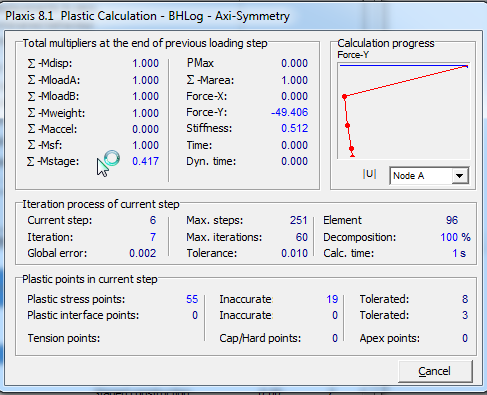 Plaxis 8.1 Plastic Calculation - BHLog - Axi-Symmetry
Total multipliers at the end of previous loading step
Σ -Mdisp: 1.000 PMax 0.000
Σ -MloadA: 1.000 Σ -Marea: 1.000
Σ -MloadB: 1.000 Force-X: 0.000
Σ -Mweight: 1.000 Force-Y: -49.406
Σ -Maccel: 0.000 Stiffness: 0.512
Σ -Msf: 1.000 Time: 0.000
Σ -Mstage: 0.417 Dyn. time: 0.000
Calculation progress
Force-Y
|U| Node A
Iteration process of current step
Current step: 6 Max. steps: 251 Element 96
Iteration: 7 Max. iterations: 60 Decomposition: 100 %
Global error: 0.002 Tolerance: 0.010 Calc. time: 1 s
Plastic points in current step
Plastic stress points: 55 Inaccurate: 19 Tolerated: 8
Plastic interface points: 0 Inaccurate: 0 Tolerated: 3
Tension points: Cap/Hard points: 0 Apex points: 0
Cancel